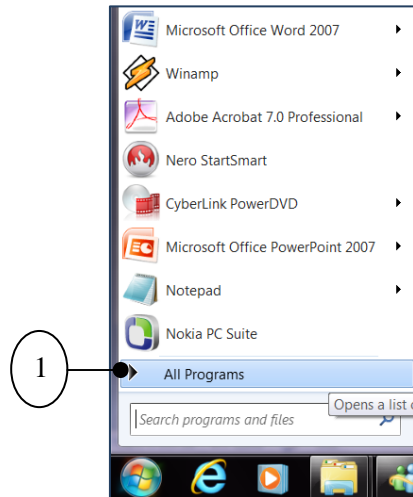 Microsoft Office Word 2007
Winamp
Adobe Acrobat 7.0 Professional
Nero StartSmart
CyberLink PowerDVD
Microsoft Office PowerPoint 2007
Notepad
Nokia PC Suite
1
All Programs
Opens a list
Search programs and files